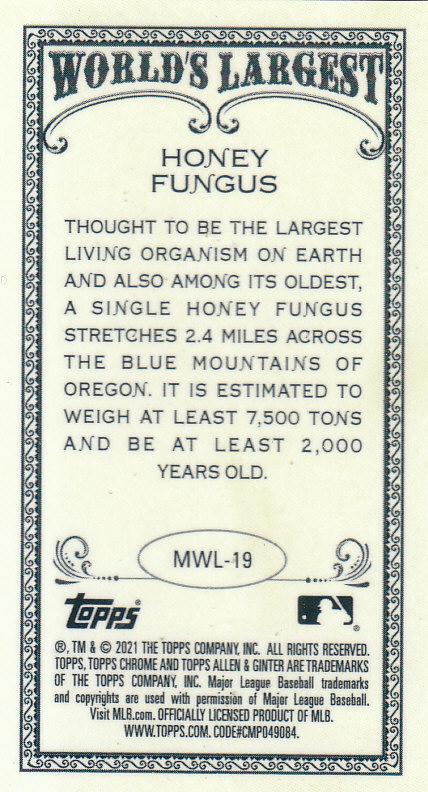 WORLD'S LARGEST
HONEY
FUNGUS
THOUGHT TO BE THE LARGEST
LIVING ORGANISM ON EARTH
AND ALSO AMONG ITS OLDEST,
A SINGLE HONEY FUNGUS
STRETCHES 2.4 MILES ACROSS
THE BLUE MOUNTAINS OF
OREGON. IT IS ESTIMATED TO
WEIGH AT LEAST 7,500 TONS
AND BE AT LEAST 2,000
YEARS OLD.
MWL-19
TOPPS ®
®, TM & © 2021 THE TOPPS COMPANY, INC. ALL RIGHTS RESERVED.
TOPPS, TOPPS CHROME AND TOPPS ALLEN & GINTER ARE TRADEMARKS
OF THE TOPPS COMPANY, INC. Major League Baseball trademarks
and copyrights are used with permission of Major League Baseball.
Visit MLB.com. OFFICIALLY LICENSED PRODUCT OF MLB.
WWW.TOPPS.COM. CODE#CMP049084.